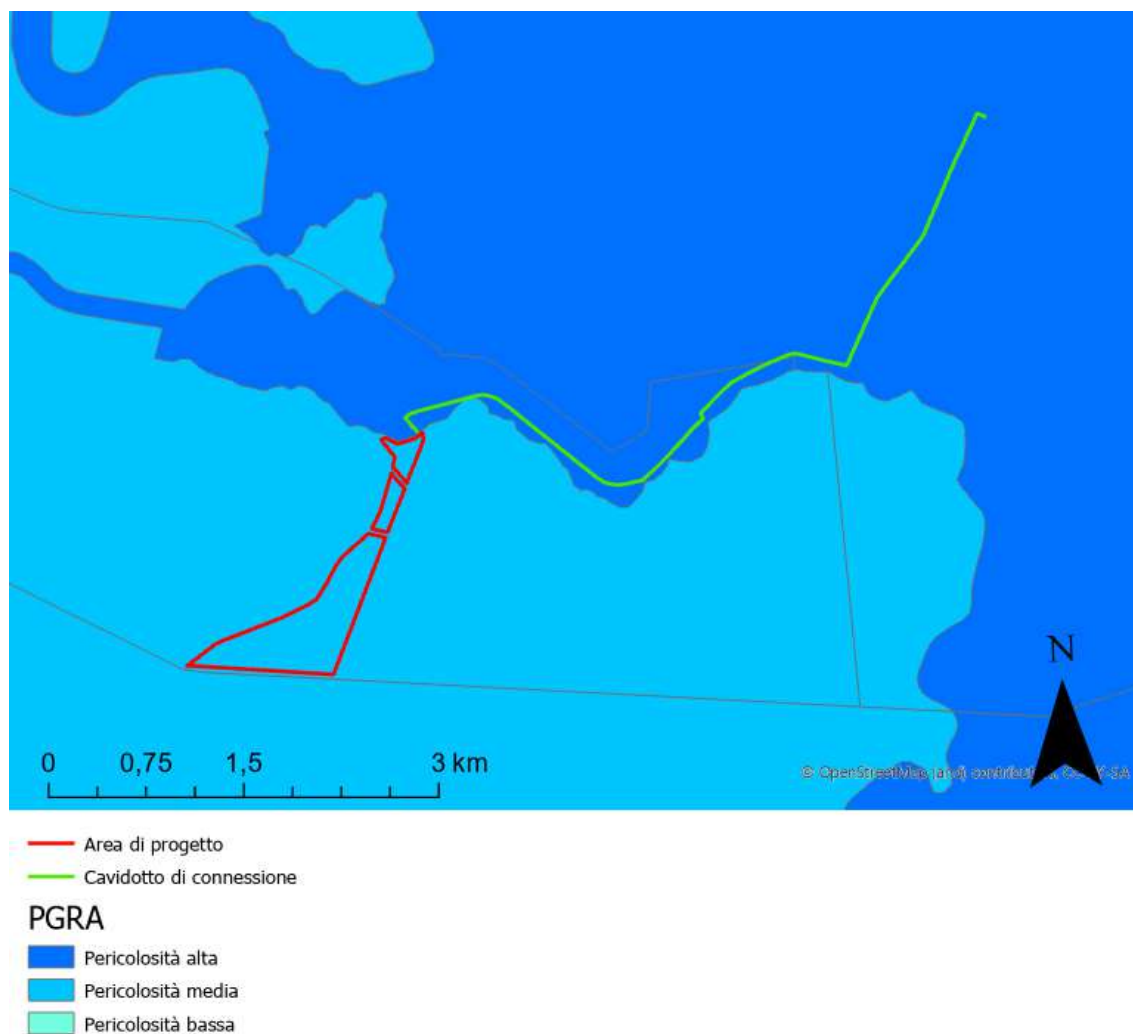 N
0 0,75 1,5 3 km
© OpenStreetMap (and)
Area di progetto
Cavidotto di connessione
PGRA
Pericolosità alta
Pericolosità media
Pericolosità bassa